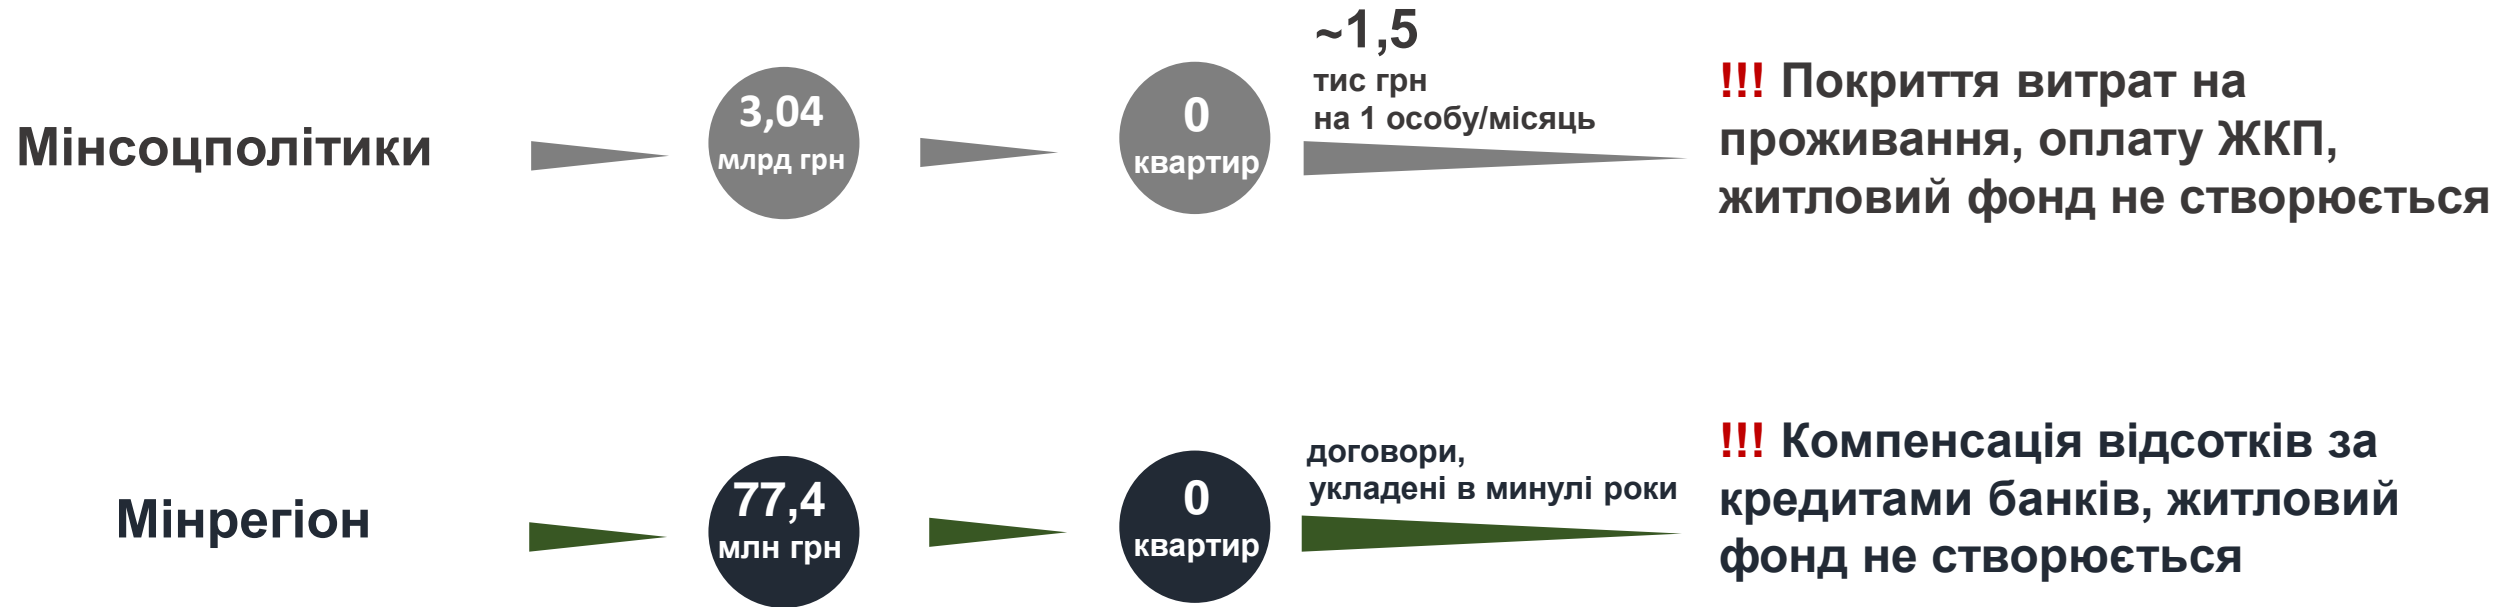 Мінсоцполітики
3,04
млрд грн
0
квартир
~1,5
тис грн
на 1 особу/місяць
!!! Покриття витрат на
проживання, оплату ЖКП,
житловий фонд не створюється
Мінрегіон
77,4
млн грн
0
квартир
договори,
укладені в минулі роки
!!! Компенсація відсотків за
кредитами банків, житловий
фонд не створюється